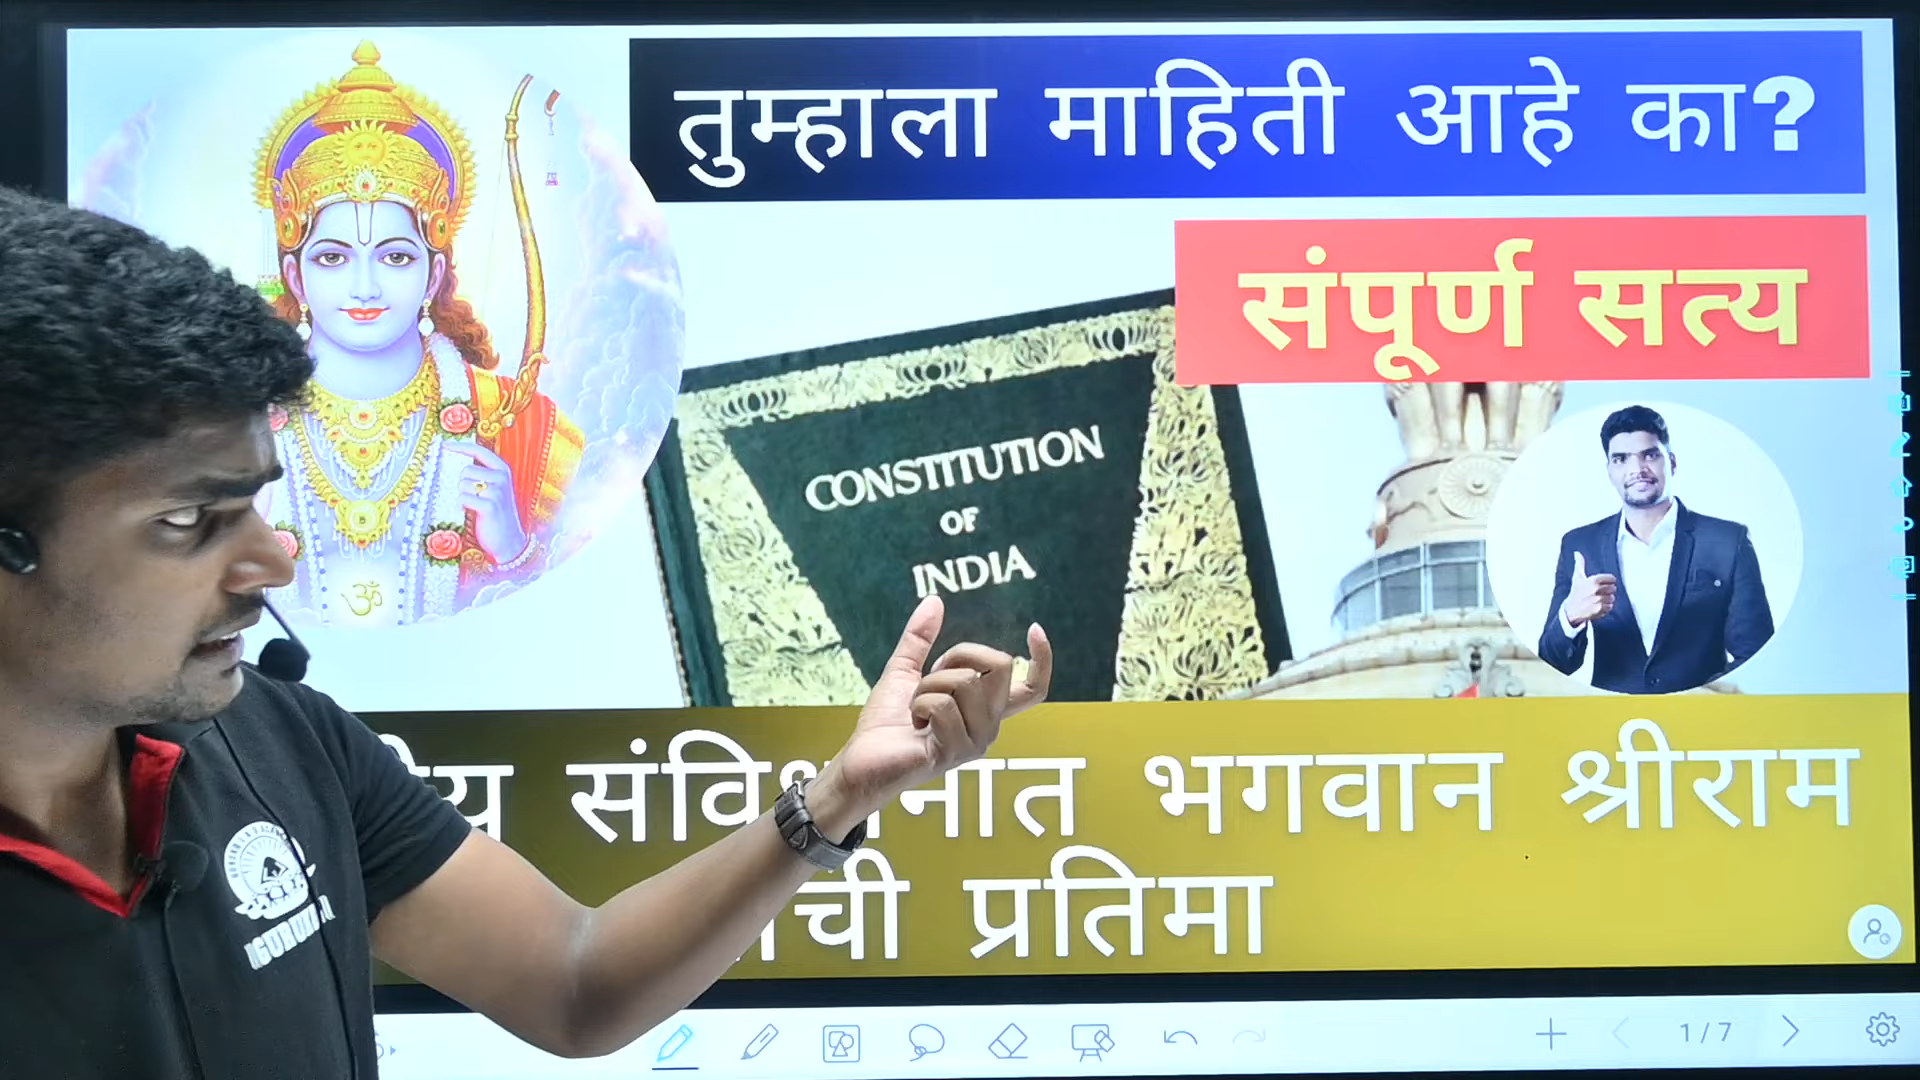 तुम्हाला माहिती आहे का?
संपूर्ण सत्य
CONSTITUTION
OF
INDIA
ॐ
भगवान श्रीराम
प्रतिमा
1/7